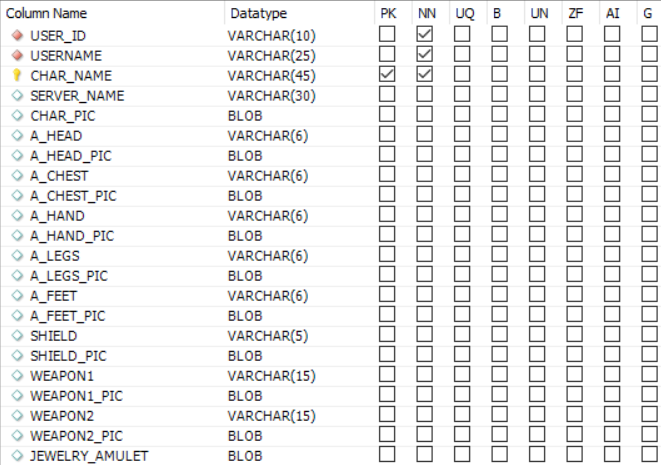 Column Name Datatype PK NN UQ B UN ZF AI G
USER_ID VARCHAR(10)
USERNAME VARCHAR(25)
CHAR_NAME VARCHAR(45)
SERVER_NAME VARCHAR(30)
CHAR_PIC BLOB
A_HEAD VARCHAR(6)
A_HEAD_PIC BLOB
A_CHEST VARCHAR(6)
A_CHEST_PIC BLOB
A_HAND VARCHAR(6)
A_HAND_PIC BLOB
A_LEGS VARCHAR(6)
A_LEGS_PIC BLOB
A_FEET VARCHAR(6)
A_FEET_PIC BLOB
SHIELD VARCHAR(5)
SHIELD_PIC BLOB
WEAPON1 VARCHAR(15)
WEAPON1_PIC BLOB
WEAPON2 VARCHAR(15)
WEAPON2_PIC BLOB
JEWELRY_AMULET BLOB